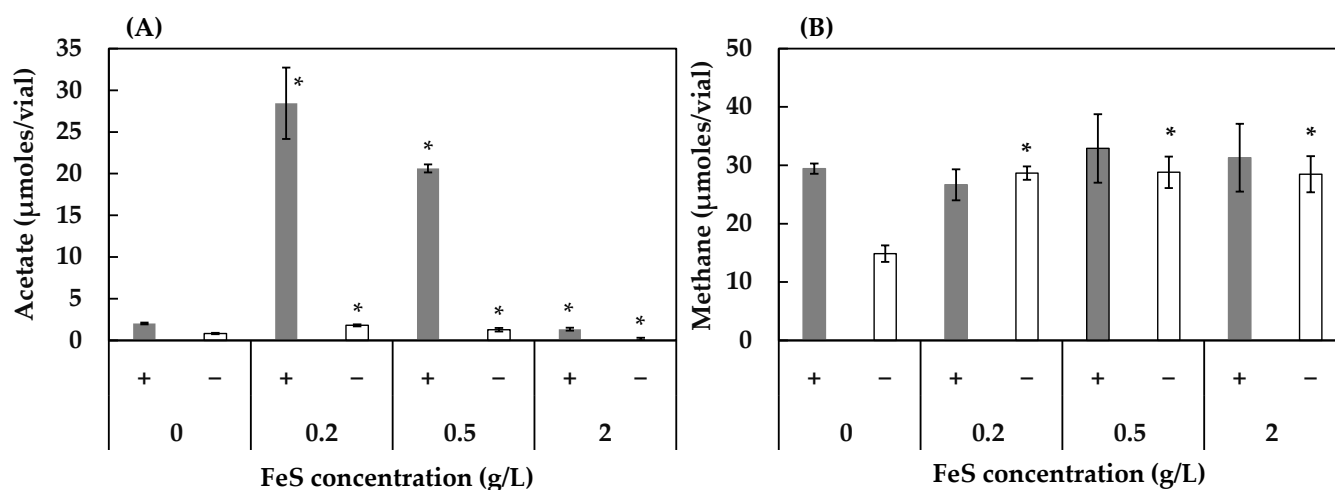 (A)
Acetate (μmoles/vial)
35
30
25
20
15
10
5
0
*
*
*
*
*
*
+ − + − + − + −
0 0.2 0.5 2
FeS concentration (g/L)
(B)
Methane (μmoles/vial)
50
40
30
20
10
0
*
*
*
+ − + − + − + −
0 0.2 0.5 2
FeS concentration (g/L)